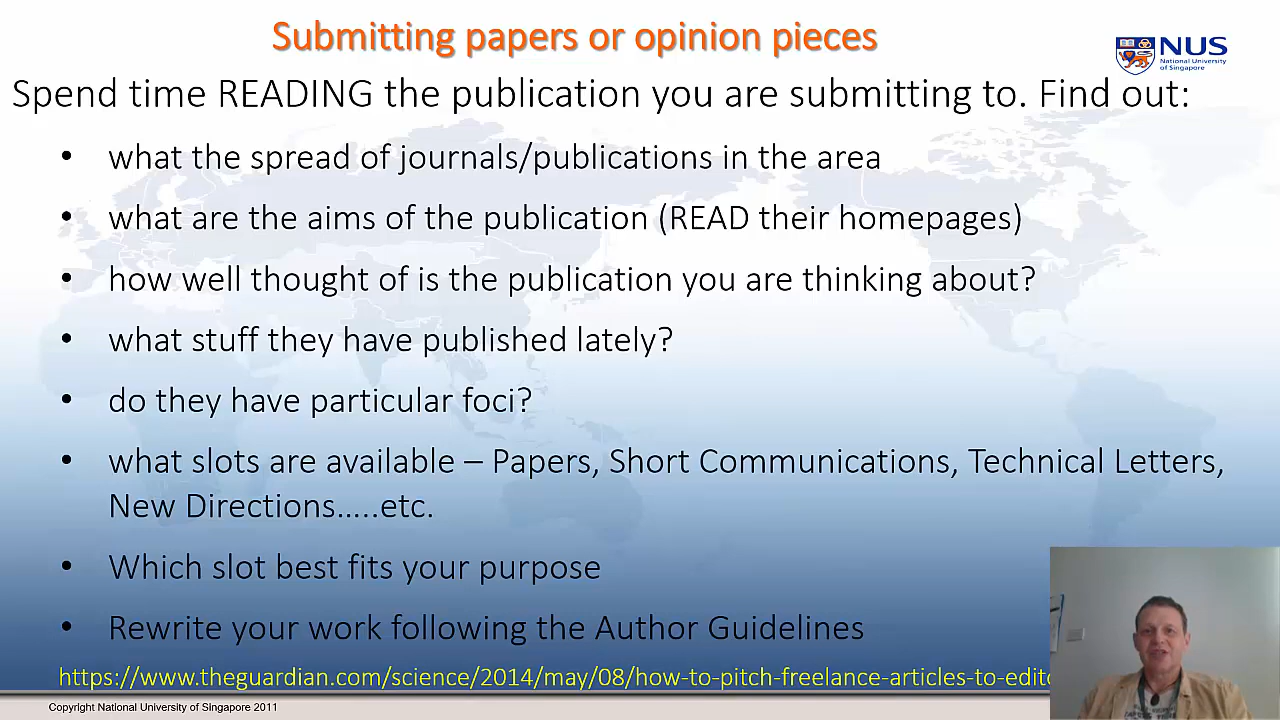 Submitting papers or opinion pieces
NUS
National University
of Singapore
Spend time READING the publication you are submitting to. Find out:
• what the spread of journals/publications in the area
• what are the aims of the publication (READ their homepages)
• how well thought of is the publication you are thinking about?
• what stuff they have published lately?
• do they have particular foci?
• what slots are available – Papers, Short Communications, Technical Letters,
New Directions…..etc.
• Which slot best fits your purpose
• Rewrite your work following the Author Guidelines
https://www.theguardian.com/science/2014/may/08/how-to-pitch-freelance-articles-to-edito
Copyright National University of Singapore 2011